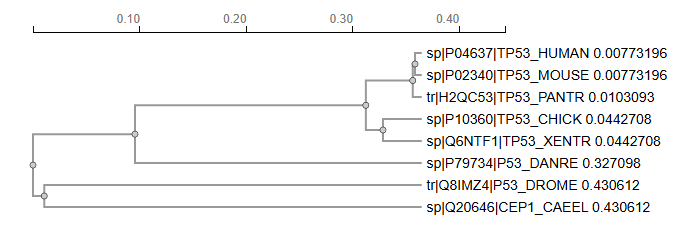 0.10 0.20 0.30 0.40
sp|P04637|TP53_HUMAN 0.00773196
sp|P02340|TP53_MOUSE 0.00773196
tr|H2QC53|TP53_PANTR 0.0103093
sp|P10360|TP53_CHICK 0.0442708
sp|Q6NTF1|TP53_XENTR 0.0442708
sp|P79734|P53_DANRE 0.327098
tr|Q8IMZ4|P53_DROME 0.430612
sp|Q20646|CEP1_CAEEL 0.430612